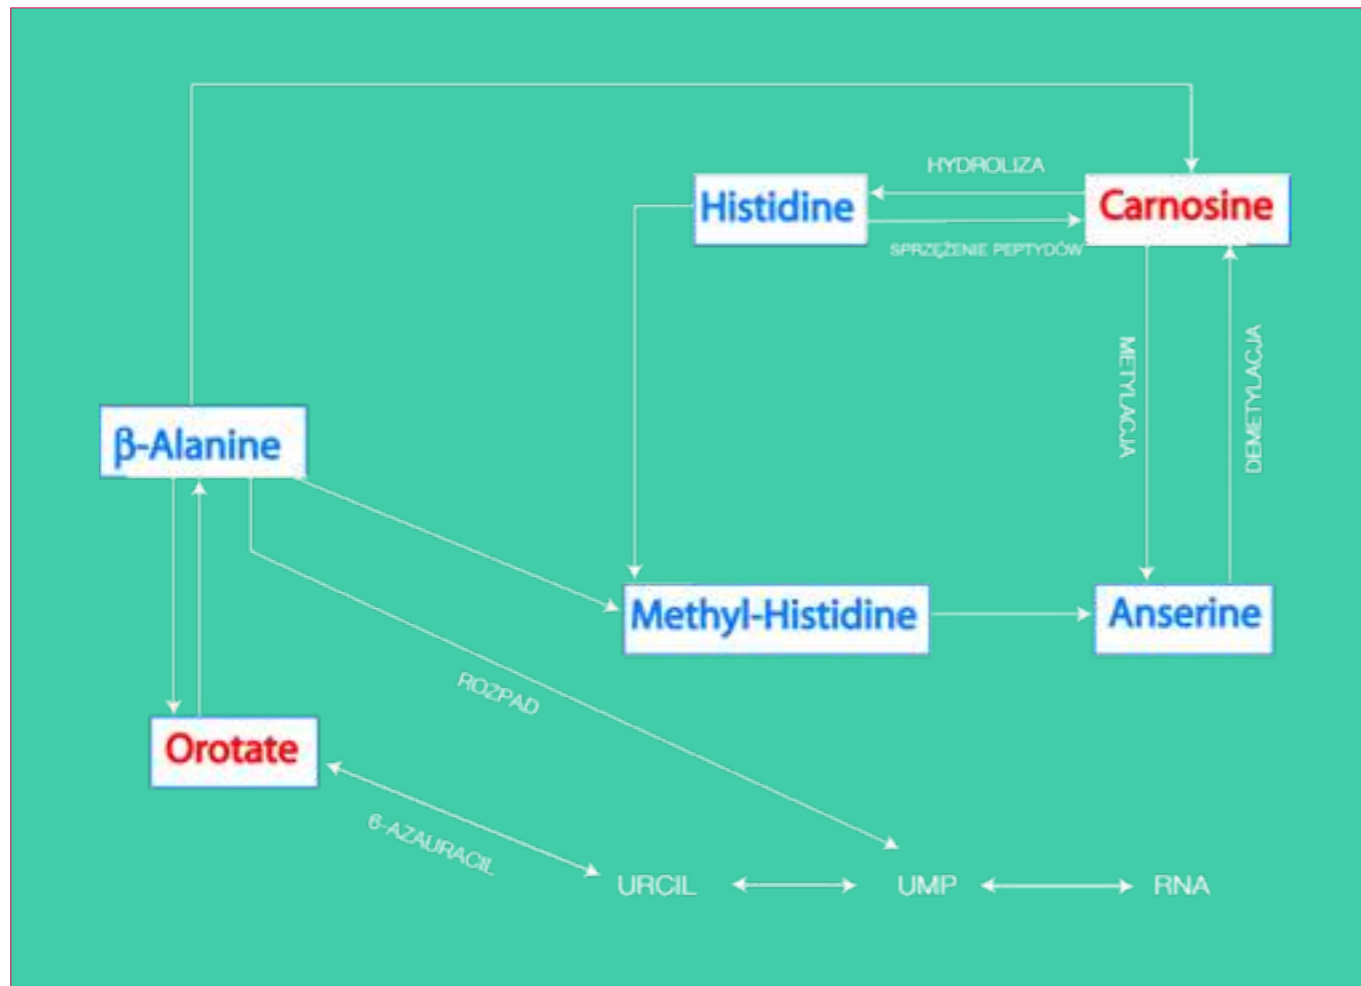 HYDROLIZA
Histidine
Carnosine
SPRZĘŻENIE PEPTYDÓW
METYLACJA
DEMETYLACJA
β-Alanine
Methyl-Histidine
Anserine
ROZPAD
Orotate
6-AZAURACIL
URCIL
UMP
RNA